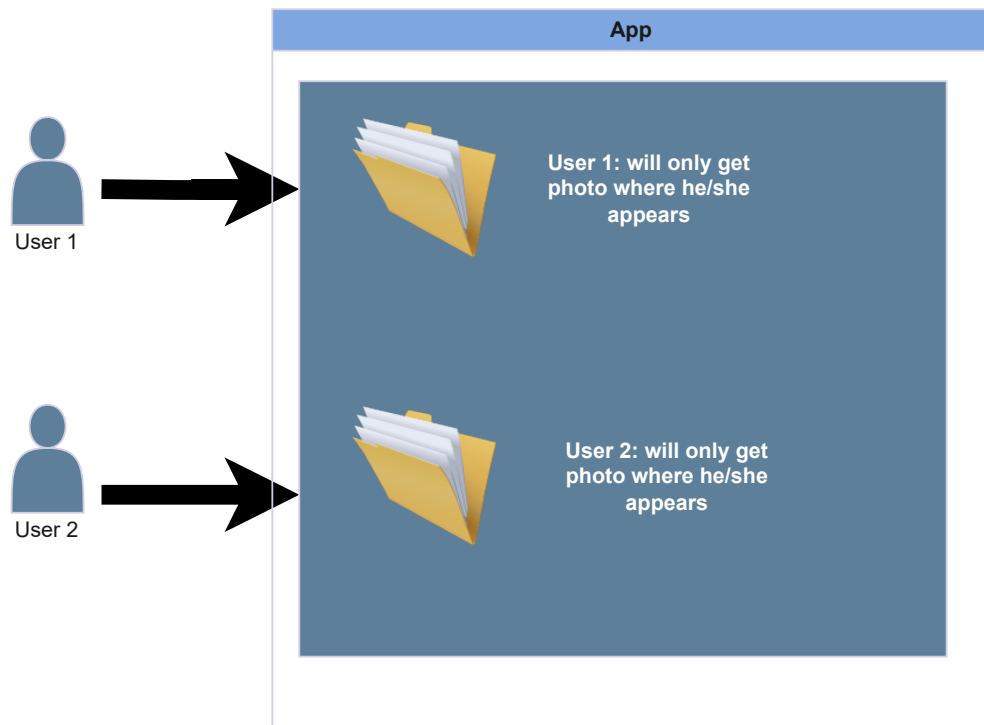 App
User 1: will only get
photo where he/she
appears
User 1
User 2: will only get
photo where he/she
appears
User 2